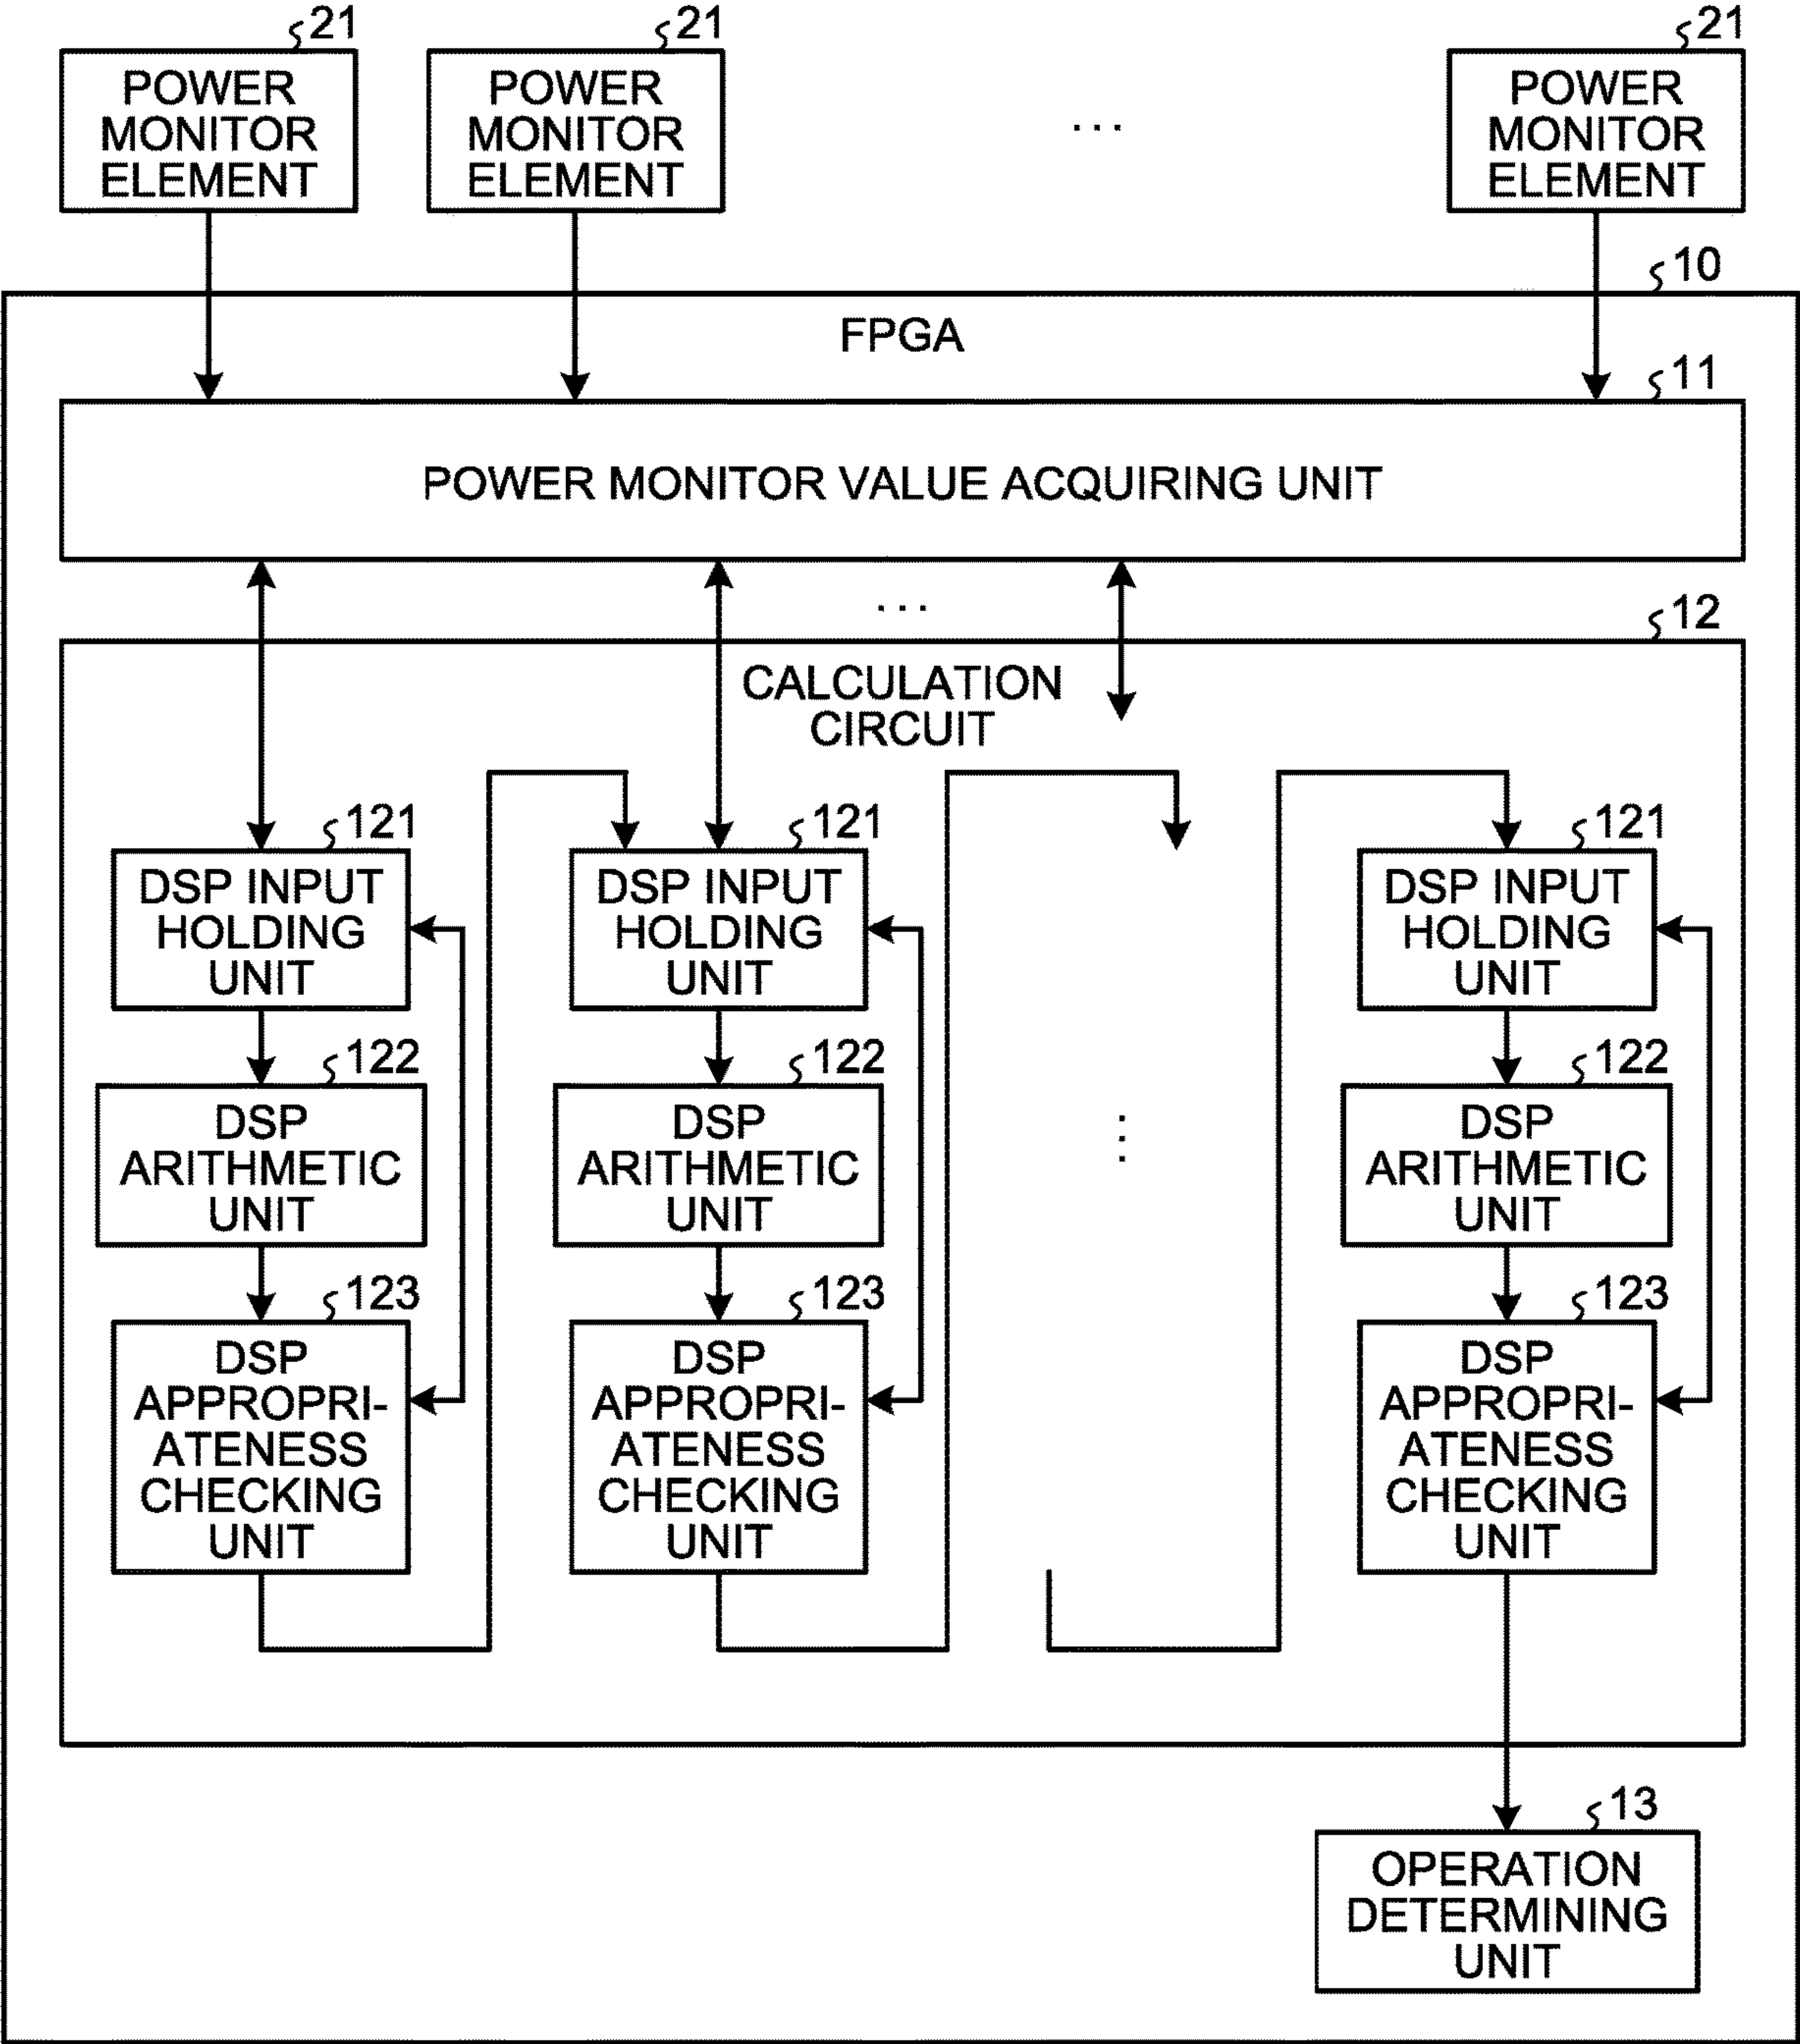 21
21
21
POWER
MONITOR
ELEMENT
POWER
MONITOR
ELEMENT
...
POWER
MONITOR
ELEMENT
10
FPGA
11
POWER MONITOR VALUE ACQUIRING UNIT
...
12
CALCULATION
CIRCUIT
121
DSP INPUT
HOLDING
UNIT
122
DSP
ARITHMETIC
UNIT
123
DSP
APPROPRI-
ATENESS
CHECKING
UNIT
121
DSP INPUT
HOLDING
UNIT
122
DSP
ARITHMETIC
UNIT
123
DSP
APPROPRI-
ATENESS
CHECKING
UNIT
...
121
DSP INPUT
HOLDING
UNIT
122
DSP
ARITHMETIC
UNIT
123
DSP
APPROPRI-
ATENESS
CHECKING
UNIT
13
OPERATION
DETERMINING
UNIT